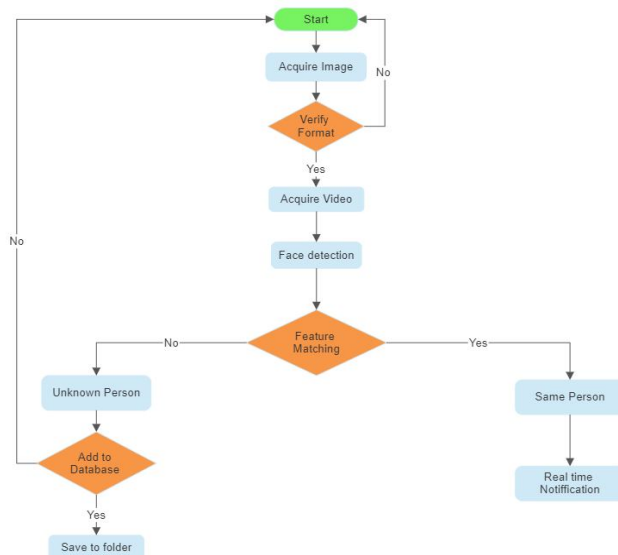 Start
Acquire Image
No
Verify
Format
Yes
Acquire Video
No
Face detection
Feature
Matching
No
Yes
Unknown Person
Same Person
Add to
Database
Real time
Notiffication
Yes
Save to folder